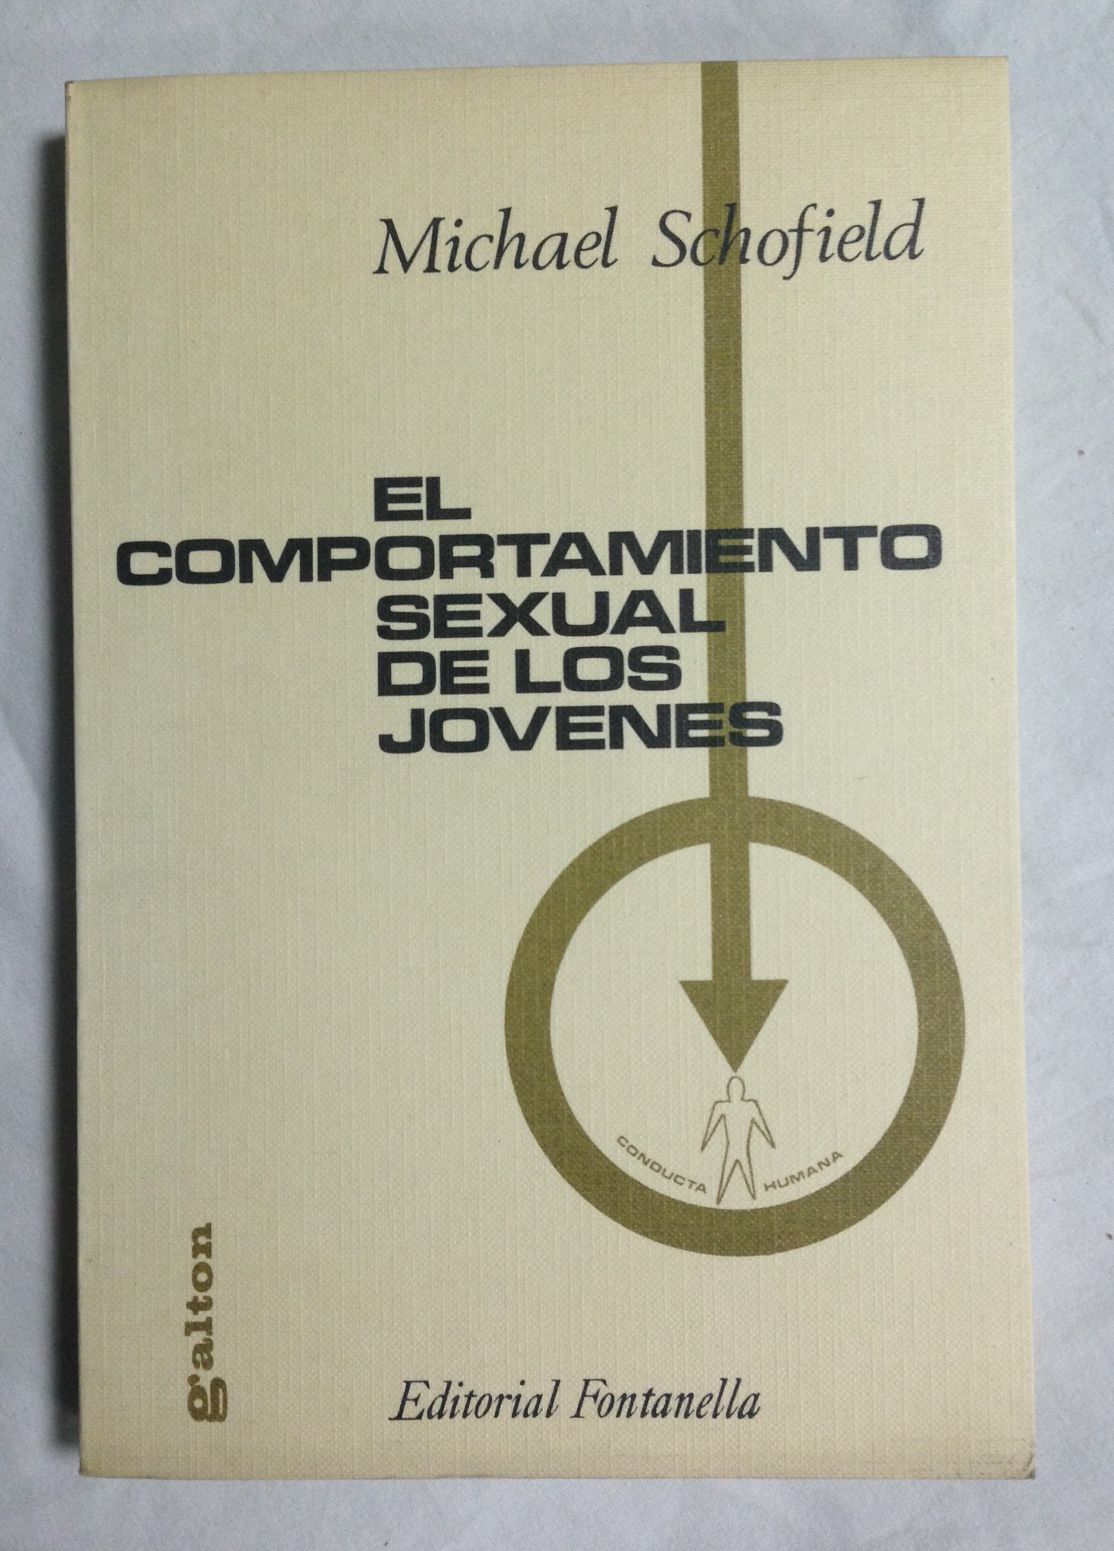 Michael Schofield
EL
COMPORTAMIENTO
SEXUAL
DE LOS
JOVENES
CONDUCTA HUMANA
galton
Editorial Fontanella